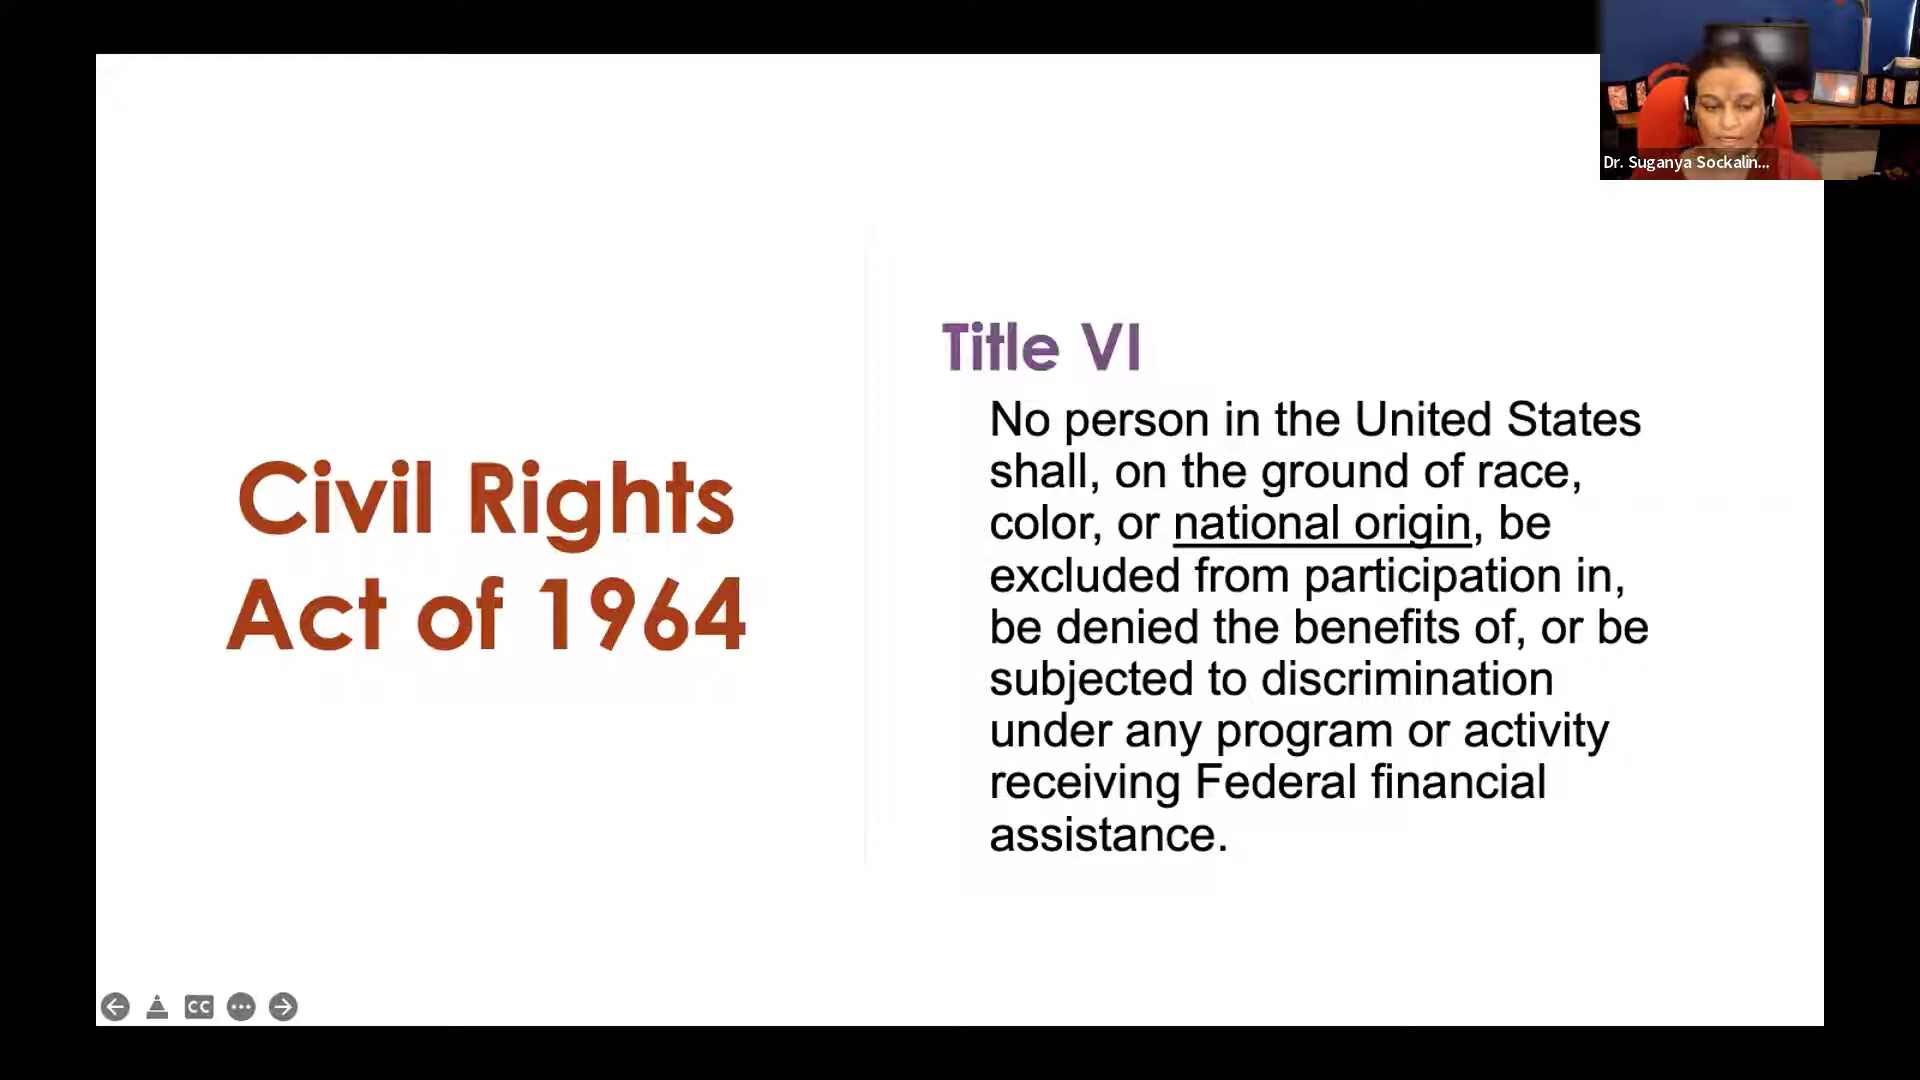 Dr. Suganya Sockalin...
Civil Rights
Act of 1964
Title VI
No person in the United States
shall, on the ground of race,
color, or national origin, be
excluded from participation in,
be denied the benefits of, or be
subjected to discrimination
under any program or activity
receiving Federal financial
assistance.
CC